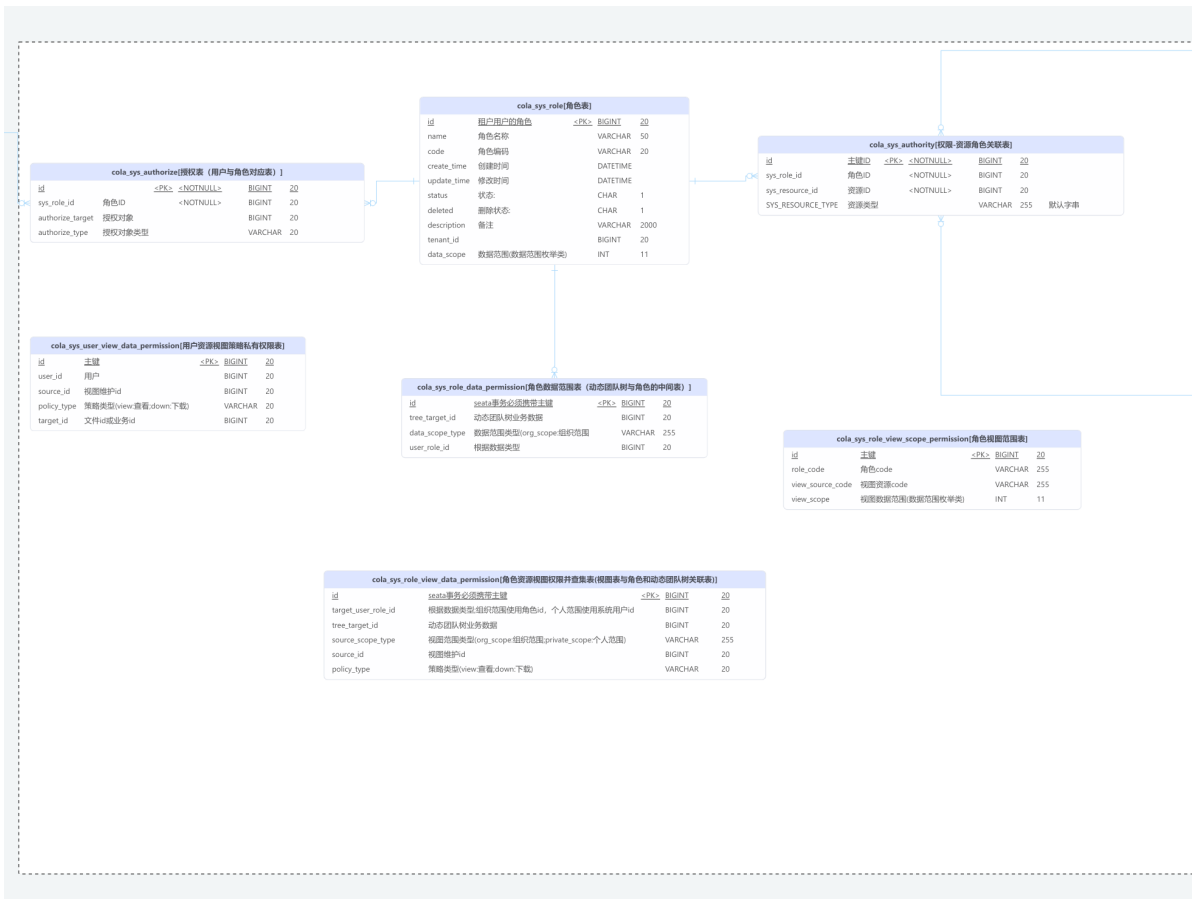 cola_sys_role[角色表]
id 租户用户的角色 <PK> BIGINT 20
name 角色名称 VARCHAR 50
code 角色编码 VARCHAR 20
create_time 创建时间 DATETIME
update_time 修改时间 DATETIME
status 状态: CHAR 1
deleted 删除状态: CHAR 1
description 备注 VARCHAR 2000
tenant_id BIGINT 20
data_scope 数据范围(数据范围枚举类) INT 11
cola_sys_authority[权限-资源角色关联表]
id 主键ID <PK> <NOTNULL> BIGINT 20
sys_role_id 角色ID <NOTNULL> BIGINT 20
sys_resource_id 资源ID <NOTNULL> BIGINT 20
SYS_RESOURCE_TYPE 资源类型 VARCHAR 255 默认字串
cola_sys_authorize[授权表（用户与角色对应表）]
id <PK> <NOTNULL> BIGINT 20
sys_role_id 角色ID <NOTNULL> BIGINT 20
authorize_target 授权对象 BIGINT 20
authorize_type 授权对象类型 VARCHAR 20
cola_sys_user_view_data_permission[用户资源视图策略私有权限表]
id 主键 <PK> BIGINT 20
user_id 用户 BIGINT 20
source_id 视图维护id BIGINT 20
policy_type 策略类型(view:查看;down:下载) VARCHAR 20
target_id 文件id或业务id BIGINT 20
cola_sys_role_data_permission[角色数据范围表（动态团队树与角色的中间表）]
id seata事务必须携带主键 <PK> BIGINT 20
tree_target_id 动态团队树业务数据 BIGINT 20
data_scope_type 数据范围类型(org_scope:组织范围 VARCHAR 255
user_role_id 根据数据类型 BIGINT 20
cola_sys_role_view_scope_permission[角色视图范围表]
id 主键 <PK> BIGINT 20
role_code 角色code VARCHAR 255
view_source_code 视图资源code VARCHAR 255
view_scope 视图数据范围(数据范围枚举类) INT 11
cola_sys_role_view_data_permission[角色资源视图权限并查集表(视图表与角色和动态团队树关联表)]
id seata事务必须携带主键 <PK> BIGINT 20
target_user_role_id 根据数据类型:组织范围使用角色id，个人范围使用系统用户id BIGINT 20
tree_target_id 动态团队树业务数据 BIGINT 20
source_scope_type 视图范围类型(org_scope:组织范围;private_scope:个人范围) VARCHAR 255
source_id 视图维护id BIGINT 20
policy_type 策略类型(view:查看;down:下载) VARCHAR 20